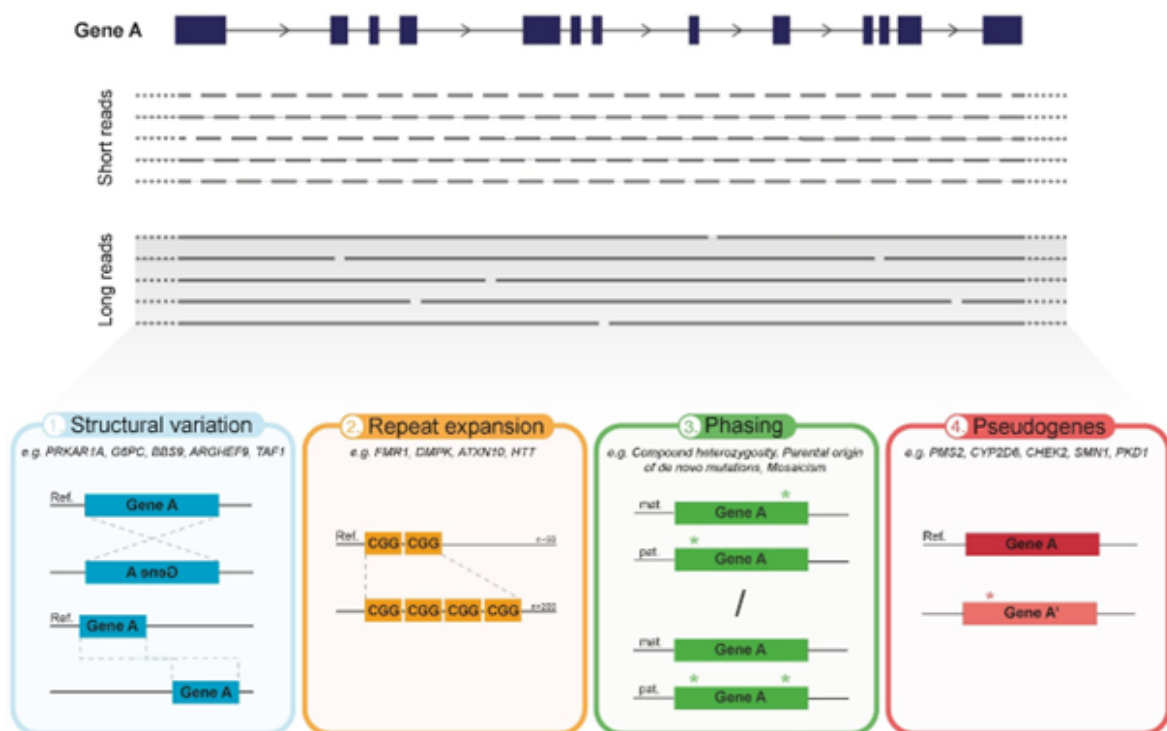 Gene A
Short reads
Long reads
1. Structural variation
e.g. PRKAR1A, G6PC, BBS9, ARGHEF9, TAF1
Ref.
Gene A
Gene A
Ref.
Gene A
Gene A
2. Repeat expansion
e.g. FMR1, DMPK, ATXN10, HTT
Ref.
CGG CGG
CGG CGG CGG CGG
n=200
3. Phasing
e.g. Compound heterozygosity, Parental origin
of de novo mutations, Mosaicism
*
mat.
Gene A
*
pat.
Gene A
/
mat.
Gene A
* *
pat.
Gene A
4. Pseudogenes
e.g. PMS2, CYP2D6, CHEK2, SMN1, PKD1
Ref.
Gene A
*
Gene A'